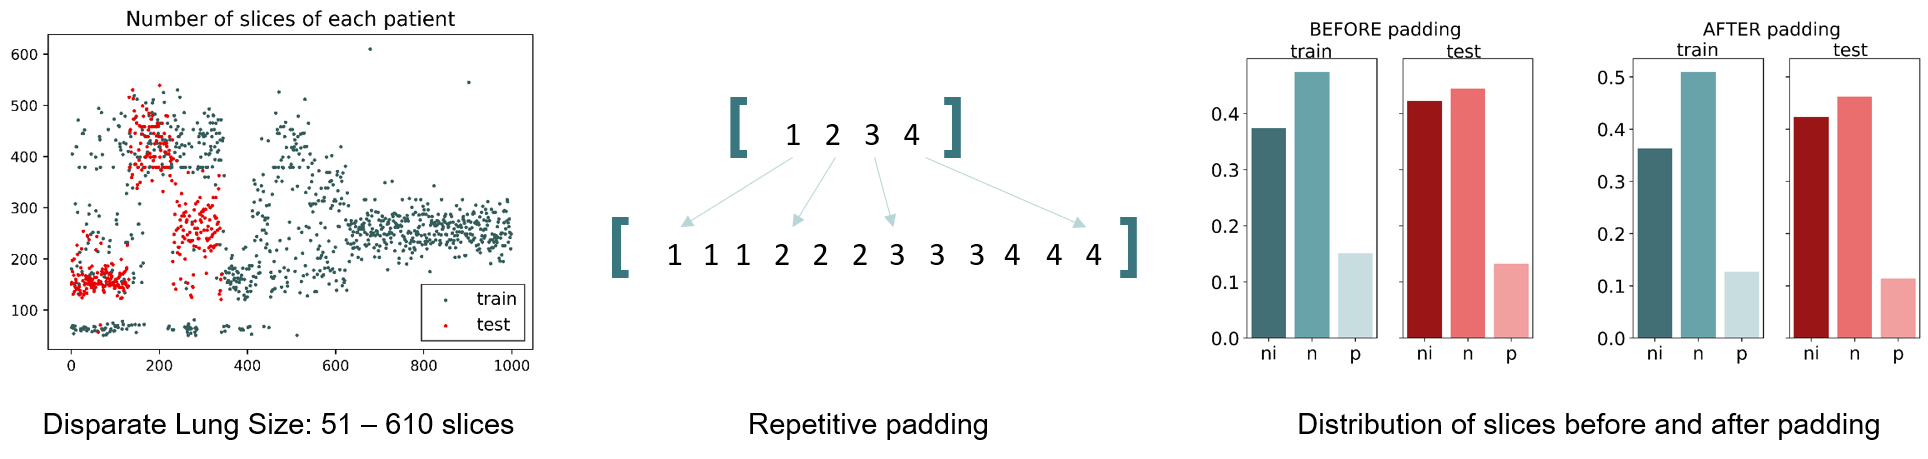 Number of slices of each patient
600
500
400
300
200
100
0 200 400 600 800 1000
train
test
Disparate Lung Size: 51 – 610 slices
[ 1 2 3 4 ]
[ 1 1 1 2 2 2 3 3 3 4 4 4 ]
Repetitive padding
BEFORE padding
train test
0.4
0.3
0.2
0.1
0.0
ni n p ni n p
AFTER padding
train test
0.5
0.4
0.3
0.2
0.1
0.0
ni n p ni n p
Distribution of slices before and after padding